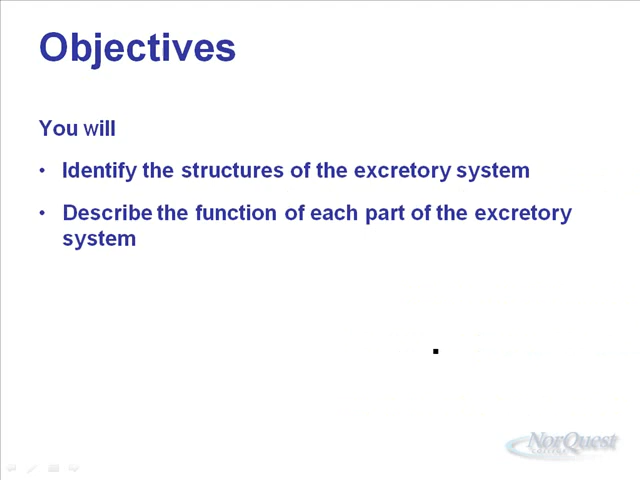 Objectives
You will
• Identify the structures of the excretory system
• Describe the function of each part of the excretory
system
NorQuest
COLLEGE